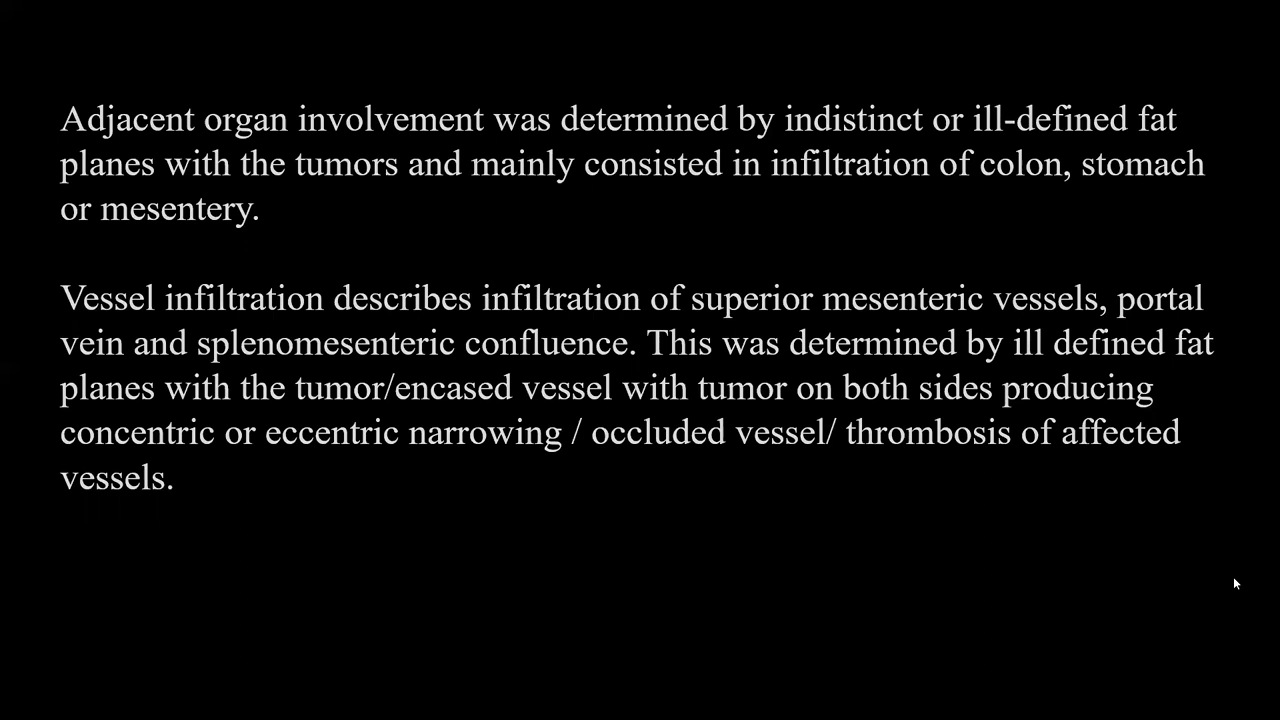 Adjacent organ involvement was determined by indistinct or ill-defined fat
planes with the tumors and mainly consisted in infiltration of colon, stomach
or mesentery.
Vessel infiltration describes infiltration of superior mesenteric vessels, portal
vein and splenomesenteric confluence. This was determined by ill defined fat
planes with the tumor/encased vessel with tumor on both sides producing
concentric or eccentric narrowing / occluded vessel/ thrombosis of affected
vessels.